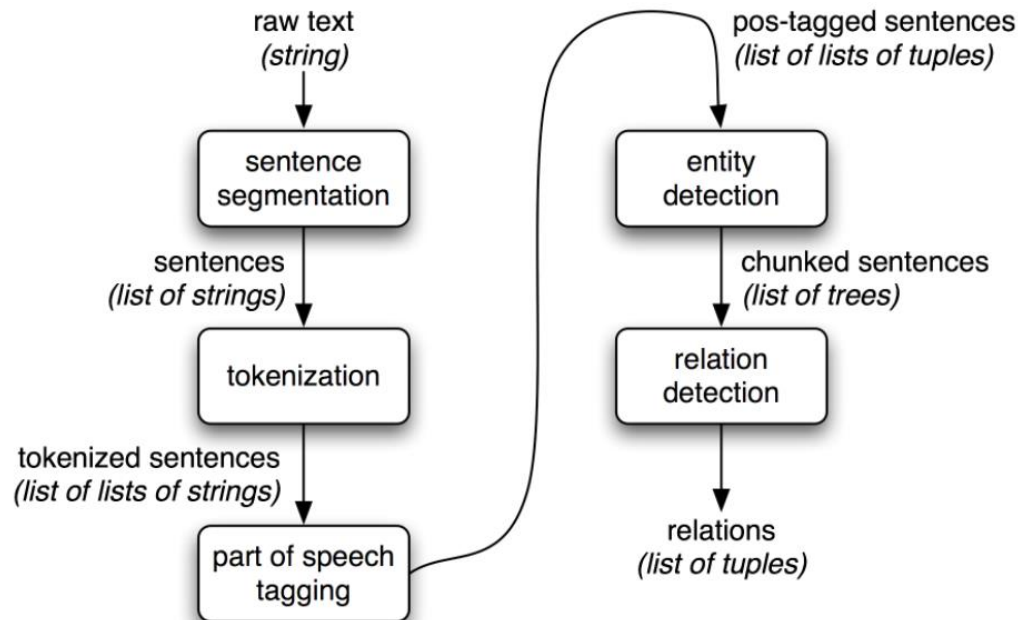 raw text
(string)
sentence
segmentation
sentences
(list of strings)
tokenization
tokenized sentences
(list of lists of strings)
part of speech
tagging
pos-tagged sentences
(list of lists of tuples)
entity
detection
chunked sentences
(list of trees)
relation
detection
relations
(list of tuples)